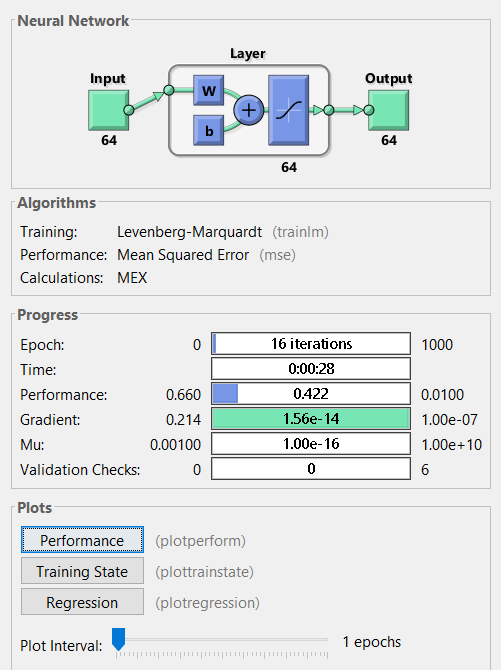 Neural Network
Layer
Input
Output
W
b
+
64
64
64
Algorithms
Training: Levenberg-Marquardt (trainlm)
Performance: Mean Squared Error (mse)
Calculations: MEX
Progress
Epoch: 0 16 iterations 1000
Time: 0:00:28
Performance: 0.660 0.422 0.0100
Gradient: 0.214 1.56e-14 1.00e-07
Mu: 0.00100 1.00e-16 1.00e+10
Validation Checks: 0 0 6
Plots
Performance (plotperform)
Training State (plottrainstate)
Regression (plotregression)
Plot Interval: 1 epochs